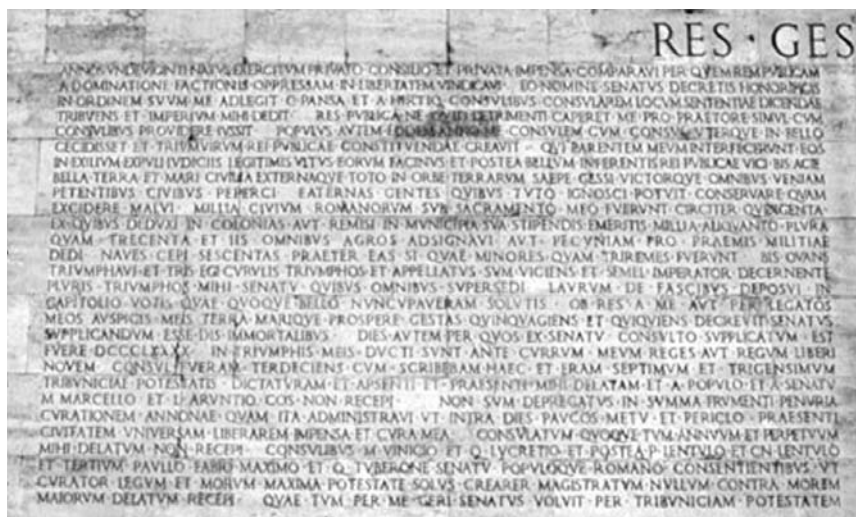 RES · GES
ANNOS·VNDEVIGINTI·NATVS·EXERCITVM·PRIVATO·CONSILIO·ET·PRIVATA·IMPENSA·COMPARAVI·PER·QVEM·REM·PVBLICAM
A·DOMINATIONE·FACTIONIS·OPPRESSAM·IN·LIBERTATEM·VINDICAVI· EO·NOMINE·SENATVS·DECRETIS·HONORIFICIS
IN·ORDINEM·SVVM·ME·ADLEGIT·C·PANSA·ET·A·HIRTIO·CONSVLIBVS·CONSVLAREM·LOCVM·SENTENTIAE·DICENDAE
TRIBVENS·ET·IMPERIVM·MIHI·DEDIT· RES·PVBLICA·NE·QVID·DETRIMENTI·CAPERET·ME·PRO·PRAETORE·SIMVL·CVM
CONSVLIBVS·PROVIDERE·IVSSIT· POPVLVS·AVTEM·EODEM·ANNO·ME·CONSVLEM·CVM·CONSVL·VTERQVE·IN·BELLO
CECIDISSET·ET·TRIVMVIRVM·REI·PVBLICAE·CONSTITVENDAE·CREAVIT· QVI·PARENTEM·MEVM·INTERFECERVNT·EOS
IN·EXILIVM·EXPVLI·IVDICIIS·LEGITIMIS·VLTVS·EORVM·FACINVS·ET·POSTEA·BELLVM·INFERENTIS·REI·PVBLICAE·VICI·BIS·ACIE
BELLA·TERRA·ET·MARI·CIVILIA·EXTERNAQVE·TOTO·IN·ORBE·TERRARVM·SAEPE·GESSI·VICTORQVE·OMNIBVS·VENIAM
PETENTIBVS·CIVIBVS·PEPERCI· EXTERNAS·GENTES·QVIBVS·TVTO·IGNOSCI·POTVIT·CONSERVARE·QVAM
EXCIDERE·MALVI· MILLIA·CIVIVM·ROMANORVM·SVB·SACRAMENTO·MEO·FVERVNT·CIRCITER·QVINGENTA·
EX·QVIBVS·DEDVXI·IN·COLONIAS·AVT·REMISI·IN·MVNICIPIA·SVA·STIPENDIS·EMERITIS·MILLIA·ALIQVANTO·PLVRA
QVAM·TRECENTA·ET·IIS·OMNIBVS·AGROS·ADSIGNAVI·AVT·PECVNIAM·PRO·PRAEMIS·MILITIAE
DEDI·NAVES·CEPI·SESCENTAS·PRAETER·EAS·SI·QVAE·MINORES·QVAM·TRIREMES·FVERVNT· BIS·OVANS
TRIVMPHAVI·ET·TRIS·EGI·CVRVLIS·TRIVMPHOS·ET·APPELLATVS·SVM·VICIENS·ET·SEMEL·IMPERATOR·DECERNENTE
PLVRIS·TRIVMPHOS·MIHI·SENATV·QVIBVS·OMNIBVS·SVPERSEDI· LAVRVM·DE·FASCIBVS·DEPOSVI·IN
CAPITOLIO·VOTIS·QVAE·QVOQVE·BELLO·NVNCVPAVERAM·SOLVTIS· OB·RES·A·ME·AVT·PER·LEGATOS
MEOS·AVSPICIS·MEIS·TERRA·MARIQVE·PROSPERE·GESTAS·QVINQVAGIENS·ET·QVIQVIENS·DECREVIT·SENATVS
SVPPLICANDVM·ESSE·DIS·IMMORTALIBVS· DIES·AVTEM·PER·QVOS·EX·SENATV·CONSVLTO·SVPPLICATVM·EST
FVERE·DCCCLXXXX· IN·TRIVMPHIS·MEIS·DVCTI·SVNT·ANTE·CVRRVM·MEVM·REGES·AVT·REGVM·LIBERI
NOVEM· CONSVL·FVERAM·TERDECIENS·CVM·SCRIBEBAM·HAEC·ET·ERAM·SEPTIMVM·ET·TRIGENSIMVM
TRIBVNICIAE·POTESTATIS· DICTATVRAM·ET·APSENTI·ET·PRAESENTI·MIHI·DELATAM·ET·A·POPVLO·ET·A·SENATV
M·MARCELLO·ET·L·ARVNTIO·COS·NON·RECEPI· NON·SVM·DEPREGATVS·IN·SVMMA·FRVMENTI·PENVRIA
CVRATIONEM·ANNONAE·QVAM·ITA·ADMINISTRAVI·VT·INTRA·DIES·PAVCOS·METV·ET·PERICLO·PRAESENTI
CIVITATEM·VNIVERSAM·LIBERAREM·IMPENSA·ET·CVRA·MEA· CONSVLATVM·QVOQVE·TVM·ANNVVM·ET·PERPETVVM
MIHI·DELATVM·NON·RECEPI· CONSVLIBVS·M·VINICIO·ET·Q·LVCRETIO·ET·POSTEA·P·LENTVLO·ET·CN·LENTVLO
ET·TERTIVM·PAVLLO·FABIO·MAXIMO·ET·Q·TVBERONE·SENATV·POPVLOQVE·ROMANO·CONSENTIENTIBVS·VT
CVRATOR·LEGVM·ET·MORVM·MAXIMA·POTESTATE·SOLVS·CREARER·MAGISTRATVM·NVLLVM·CONTRA·MOREM
MAIORVM·DELATVM·RECEPI· QVAE·TVM·PER·ME·GERI·SENATVS·VOLVIT·PER·TRIBVNICIAM·POTESTATEM